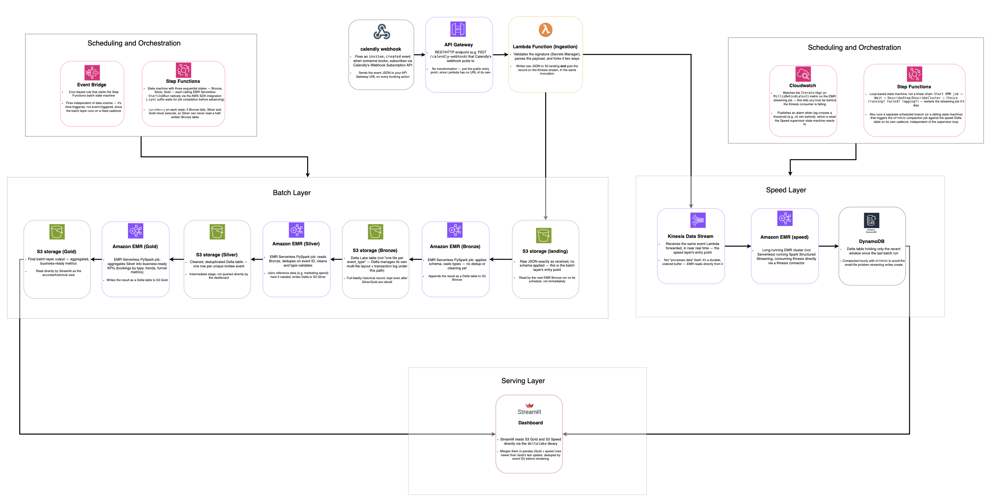 Scheduling and Orchestration
Event Bridge
• Cron-based rule that starts the Step
Functions batch state machine
• Fires independent of data volume — it's
time-triggered, not event-triggered, since
the batch layer runs on a fixed cadence
Step Functions
• State machine with three sequential states — Bronze,
Silver, Gold — each calling EMR Serverless
StartJobRun natively via the AWS SDK integration
(.sync suffix waits for job completion before advancing)
• Catch/Retry on each state: if Bronze fails, Silver and
Gold never execute, so Silver can never read a half-
written Bronze table
calendly webhook
• Fires an invitee.created event
when someone books; subscribes via
Calendly's Webhook Subscription API
• Sends the event JSON to your API
Gateway URL on every booking action
API Gateway
• REST/HTTP endpoint (e.g. POST
/calendly-webhook) that Calendly's
webhook posts to
• No transformation — just the public entry
point, since Lambda has no URL of its own
Lambda Function (Ingestion)
• Validates the signature (Secrets Manager),
parses the payload, and forks it two ways
• Writes raw JSON to S3 landing and puts the
record on the Kinesis stream, in the same
invocation
Scheduling and Orchestration
Cloudwatch
• Watches the IteratorAge (or
MillisBehindLatest) metric on the EMR
streaming job — this tells you how far behind
the Kinesis consumer is falling
• Publishes an alarm when lag crosses a
threshold (e.g. >5 min behind), which is what
the Speed supervisor state machine reacts
to
Step Functions
• Loop-based state machine, not a linear chain: Start EMR job →
Wait → DescribeStep/DescribeCluster → Choice
(running? failed? lagging?) — restarts the streaming job if it
dies
• Also runs a separate scheduled branch (or a sibling state machine)
that triggers the OPTIMIZE compaction job against the speed Delta
table on its own cadence, independent of the supervisor loop
Batch Layer
S3 storage (Gold)
• Final batch-layer output — aggregated,
business-ready metrics
• Read directly by Streamlit as the
accurate/historical view
Amazon EMR (Gold)
• EMR Serverless PySpark job:
aggregates Silver into business-ready
KPIs (bookings by type, trends, funnel
metrics)
• Writes the result as a Delta table to S3 Gold
S3 storage (Silver)
• Cleaned, deduplicated Delta table —
one row per unique invitee event
• Intermediate stage; not queried directly by
the dashboard
Amazon EMR (Silver)
• EMR Serverless PySpark job: reads
Bronze, dedupes on event ID, cleans
and type-validates
• Joins reference data (e.g. marketing spend)
here if needed; writes Delta to S3 Silver
S3 storage (Bronze)
• Delta Lake table (not "one file per
event_type" — Delta manages its own
multi-file layout + transaction log under
this path)
• Full-fidelity historical record, kept even after
Silver/Gold are rebuilt
Amazon EMR (Bronze)
• EMR Serverless PySpark job: applies
schema, casts types — no dedup or
cleaning yet
• Appends the result as a Delta table to S3
Bronze
S3 storage (landing)
• Raw JSON exactly as received, no
schema applied — this is the batch
layer's entry point
• Read by the next EMR Bronze run on its
schedule, not immediately
Speed Layer
Kinesis Data Stream
• Receives the same event Lambda
forwarded, in near real time — the
speed layer's entry point
• Not "processes data" itself; it's a durable,
ordered buffer — EMR reads directly from it
Amazon EMR (speed)
• Long-running EMR cluster (not
Serverless) running Spark Structured
Streaming, consuming Kinesis directly
via a Kinesis connector
Amazon
DynamoDB
DynamoDB
• Delta table holding only the recent
window since the last batch run
• Compacted hourly with OPTIMIZE to avoid the
small-file problem streaming writes create
Serving Layer
Streamlit
Dashboard
• Streamlit reads S3 Gold and S3 Speed
directly via the deltalake library
• Merges them in pandas (Gold + speed rows
newer than Gold's last update, deduped by
event ID) before rendering